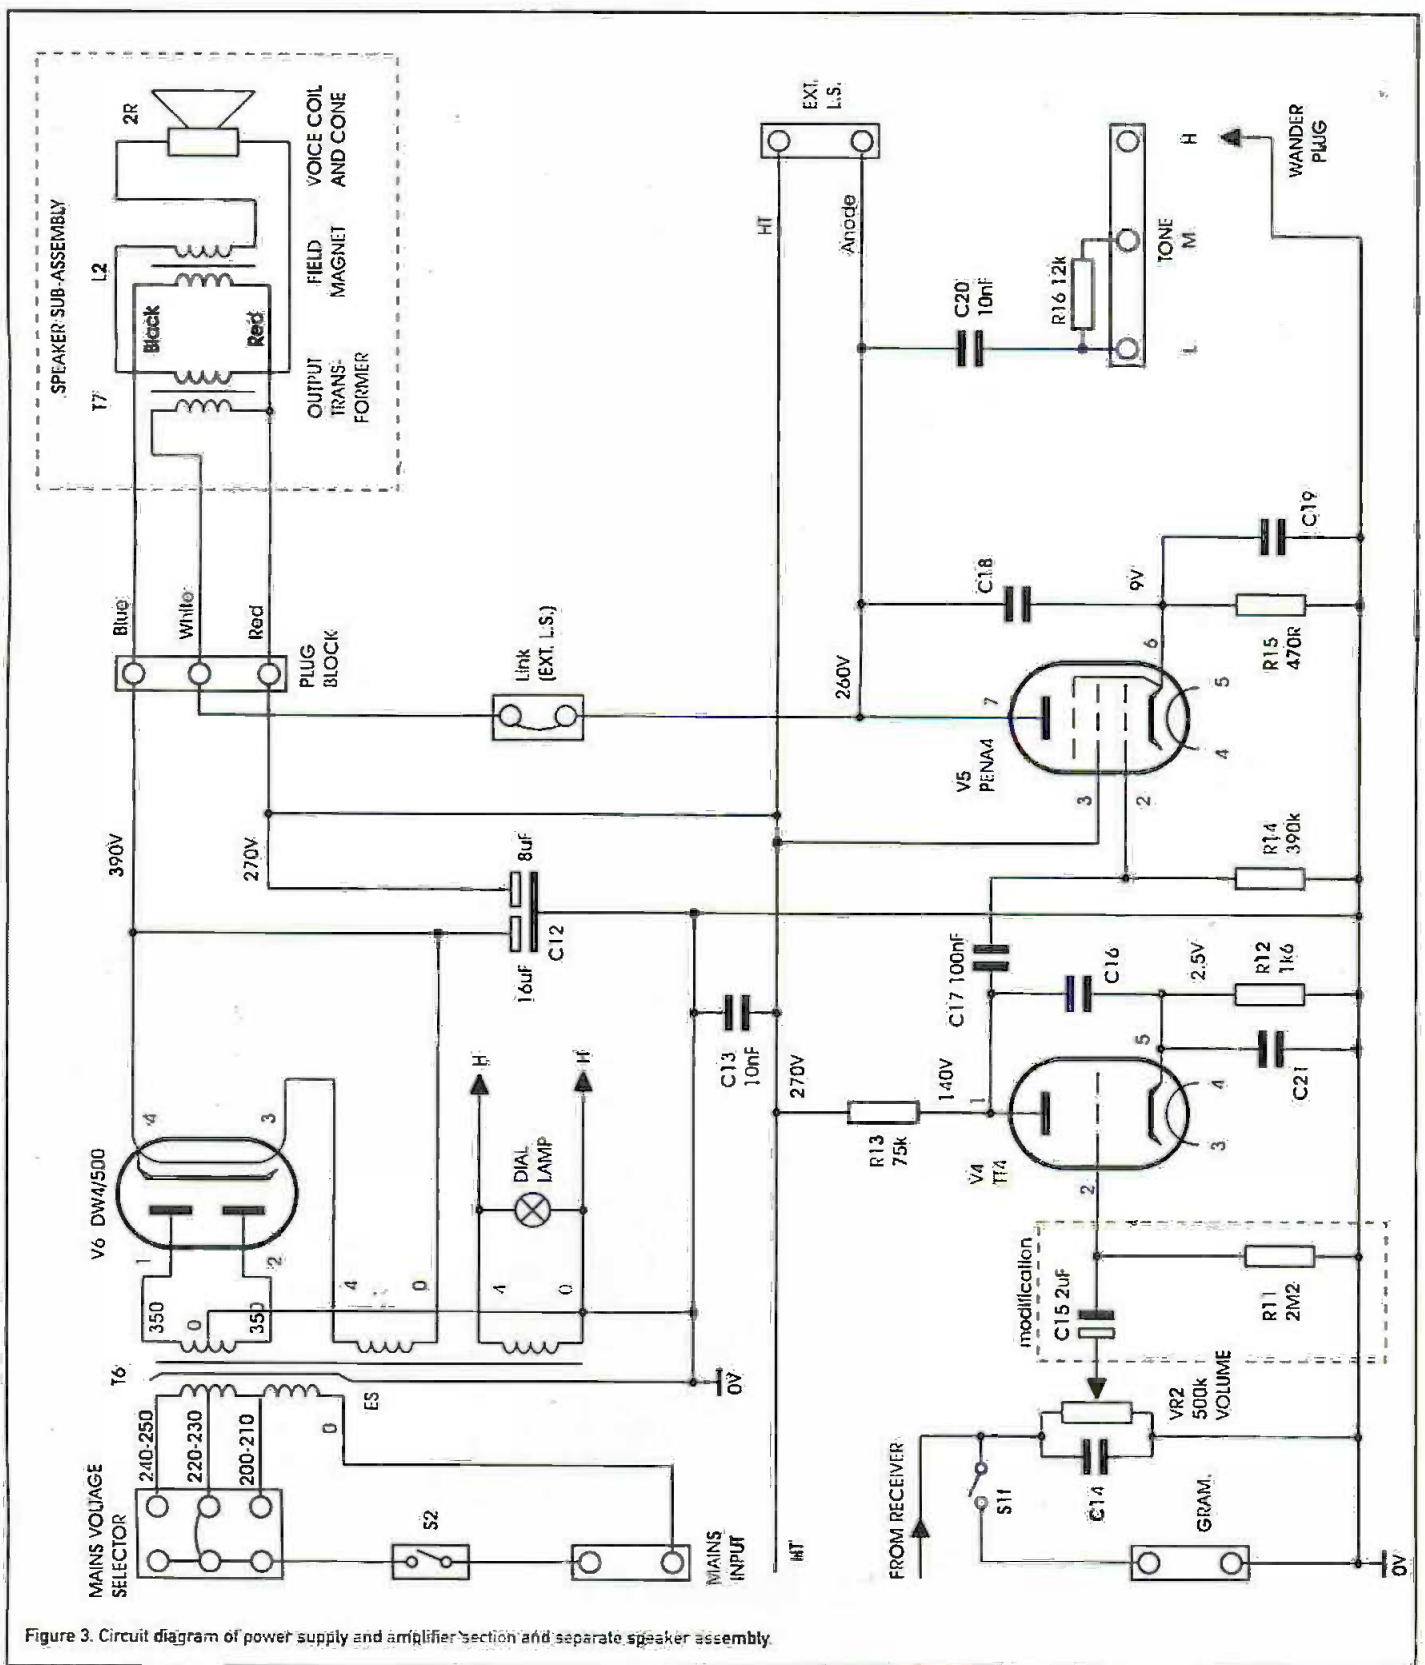 SPEAKER SUB-ASSEMBLY
2R
VOICE COIL
AND CONE
L2
FIELD
MAGNET
Black
Red
T7
OUTPUT
TRANS-
FORMER
Blue
White
Red
PLUG
BLOCK
Link
(EXT. L.S.)
390V
270V
8uF
16uF
C12
V6 DW4/500
4
3
1
2
350
0
350
4
0
4
0
H
H
DIAL
LAMP
C13
10nF
T6
ES
0
0V
MAINS VOLTAGE
SELECTOR
240-250
220-230
200-210
S2
MAINS
INPUT
EXT.
L.S.
HT
Anode
C20
10nF
R16 12k
TONE
L
M
H
WANDER
PLUG
260V
C18
9V
C19
R15
470R
V5
PENA4
7
6
5
4
3
2
R14
390k
C17 100nF
C16
2.5V
R12
1k6
C21
270V
R13
75k
140V
1
V4
TT4
5
4
3
2
modification
C15 2uF
R11
2M2
VR2
500k
VOLUME
C14
S1f
FROM RECEIVER
GRAM.
HT
0V
Figure 3. Circuit diagram of power supply and amplifier section and separate speaker assembly.